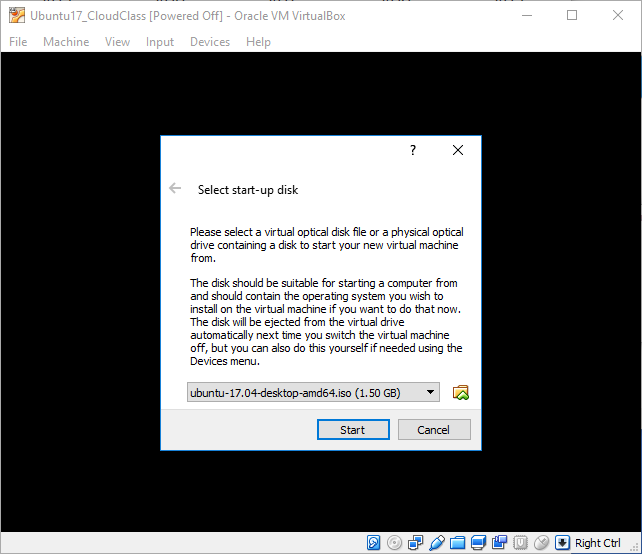 Ubuntu17_CloudClass [Powered Off] - Oracle VM VirtualBox
File Machine View Input Devices Help
?
Select start-up disk
Please select a virtual optical disk file or a physical optical
drive containing a disk to start your new virtual machine
from.
The disk should be suitable for starting a computer from
and should contain the operating system you wish to
install on the virtual machine if you want to do that now.
The disk will be ejected from the virtual drive
automatically next time you switch the virtual machine
off, but you can also do this yourself if needed using the
Devices menu.
ubuntu-17.04-desktop-amd64.iso (1.50 GB)
Start Cancel
Right Ctrl